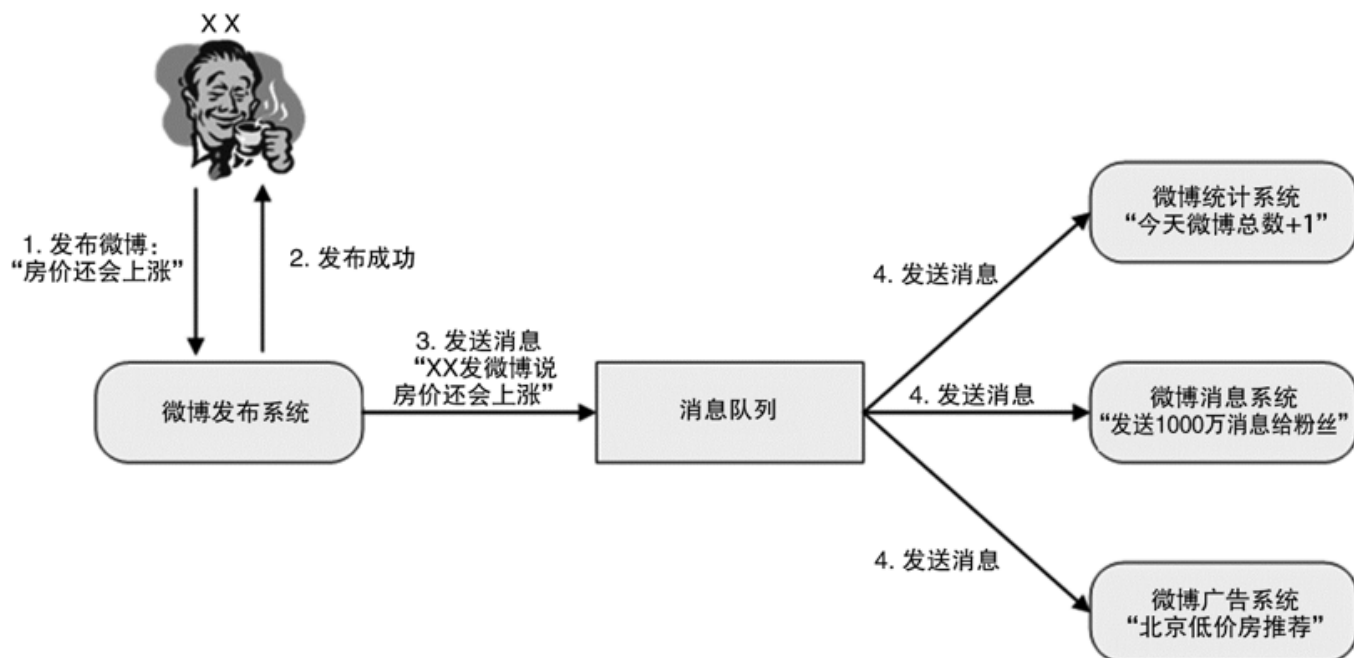 X X
1. 发布微博：
“房价还会上涨”
2. 发布成功
微博发布系统
3. 发送消息
“XX发微博说
房价还会上涨”
消息队列
4. 发送消息
微博统计系统
“今天微博总数+1”
4. 发送消息
微博消息系统
“发送1000万消息给粉丝”
4. 发送消息
微博广告系统
“北京低价房推荐”